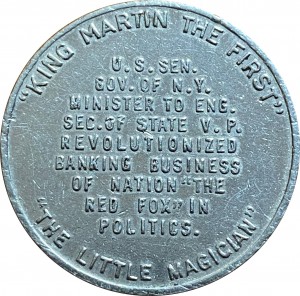 "KING MARTIN THE FIRST"
U.S.SEN.
GOV.OF N.Y.
MINISTER TO ENG.
SEC.OF STATE V.P.
REVOLUTIONIZED
BANKING BUSINESS
OF NATION "THE
RED FOX" IN
POLITICS.
"THE LITTLE MAGICIAN"